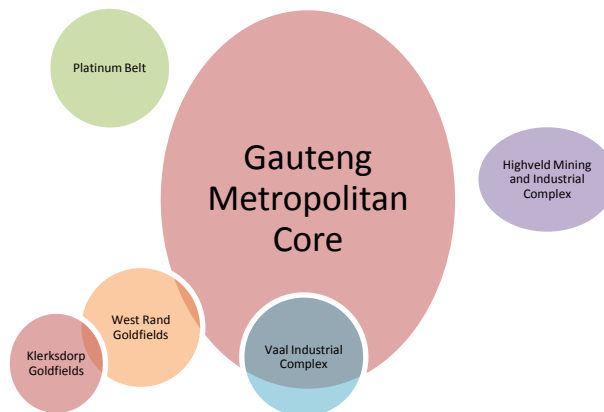 Platinum Belt
Gauteng
Metropolitan
Core
Highveld Mining
and Industrial
Complex
West Rand
Goldfields
Vaal Industrial
Complex
Klerksdorp
Goldfields